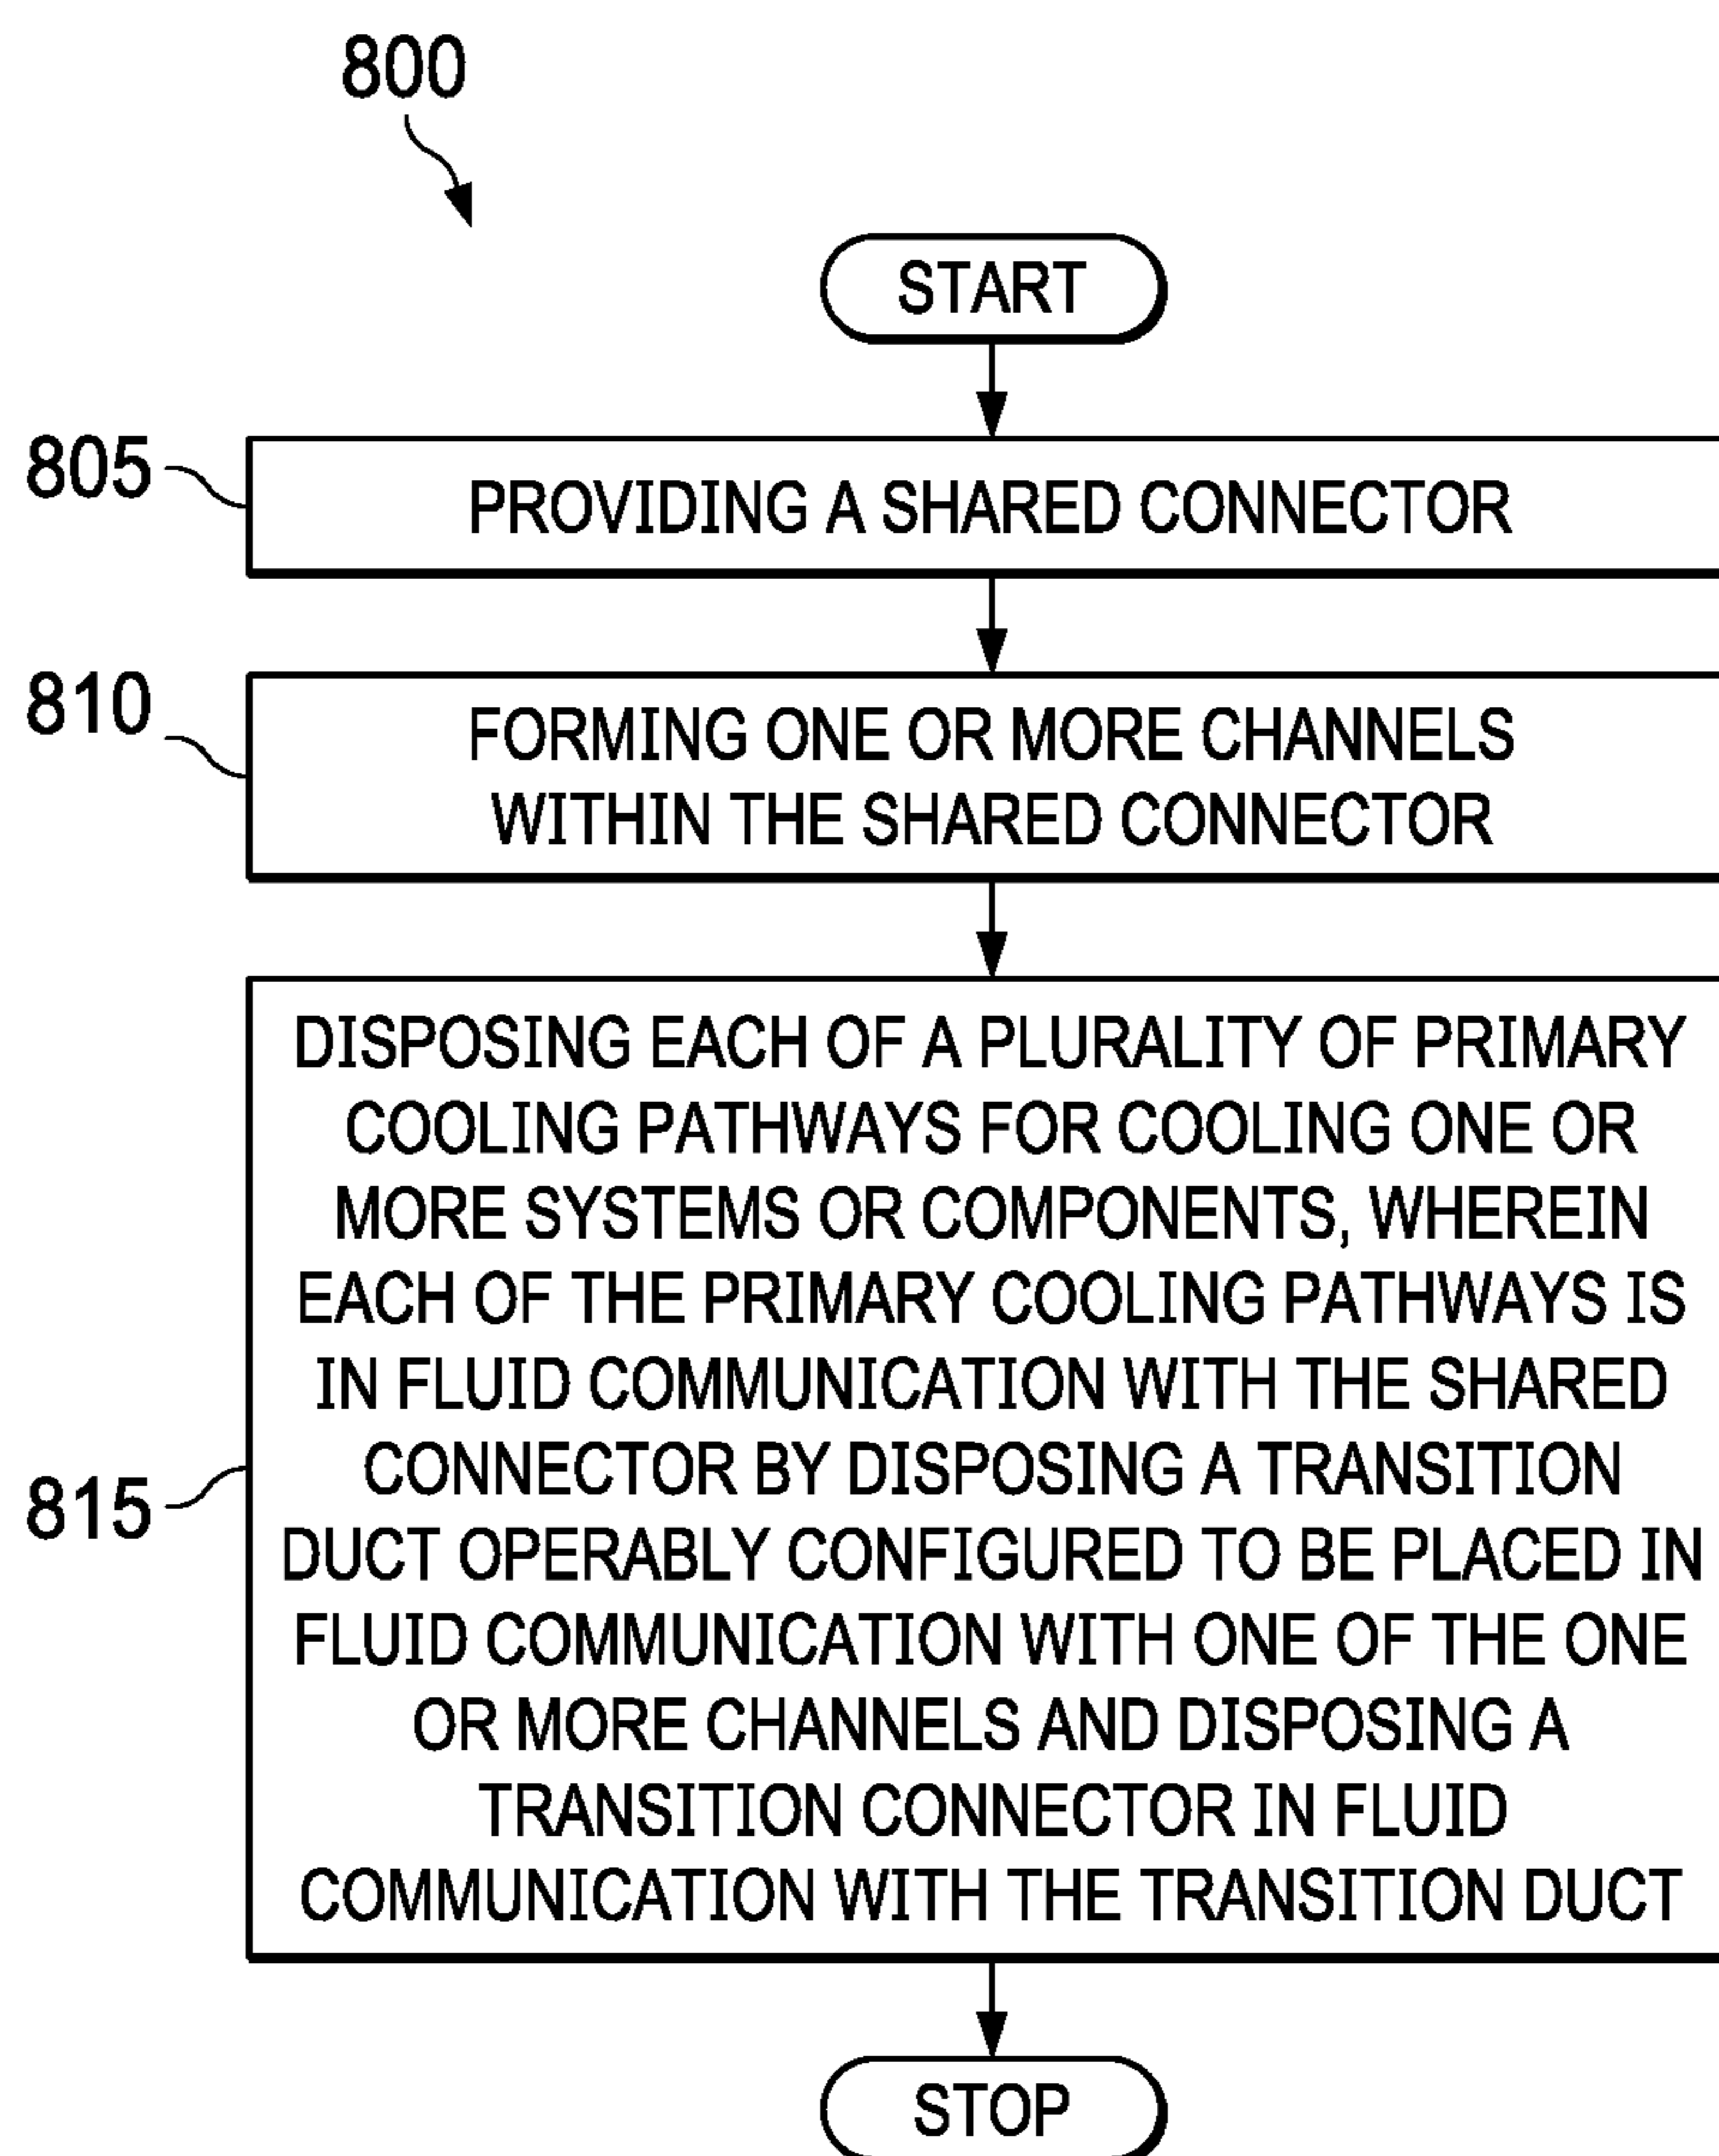 800
START
805
PROVIDING A SHARED CONNECTOR
810
FORMING ONE OR MORE CHANNELS
WITHIN THE SHARED CONNECTOR
DISPOSING EACH OF A PLURALITY OF PRIMARY
COOLING PATHWAYS FOR COOLING ONE OR
MORE SYSTEMS OR COMPONENTS, WHEREIN
EACH OF THE PRIMARY COOLING PATHWAYS IS
IN FLUID COMMUNICATION WITH THE SHARED
CONNECTOR BY DISPOSING A TRANSITION
815
DUCT OPERABLY CONFIGURED TO BE PLACED IN
FLUID COMMUNICATION WITH ONE OF THE ONE
OR MORE CHANNELS AND DISPOSING A
TRANSITION CONNECTOR IN FLUID
COMMUNICATION WITH THE TRANSITION DUCT
STOP